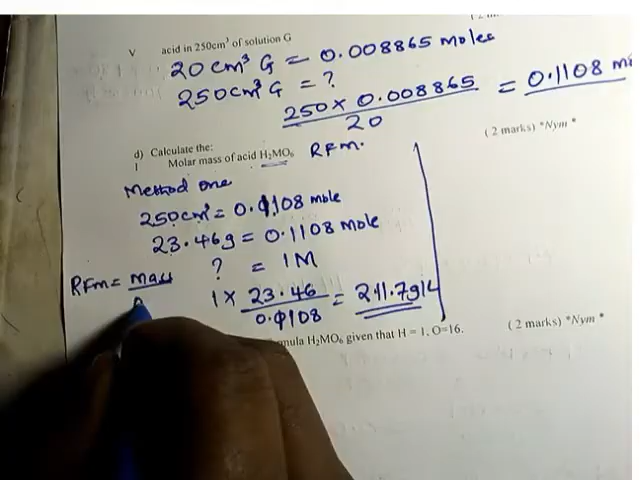 V acid in 250cm³ of solution G
20cm³ G = 0.008865 moles
250cm³ G = ?
250 × 0.008865 = 0.1108
20
(2 marks) *Nym *
d) Calculate the:
I Molar mass of acid H₂MO₆ RFM.
Method one
250cm³ = 0.1108 mole
23.46g = 0.1108 mole
? = 1M
RFM = mass
1 × 23.46 = 211.7914
0.1108
H₂MO₆ given that H = 1, O=16. (2 marks) *Nym *